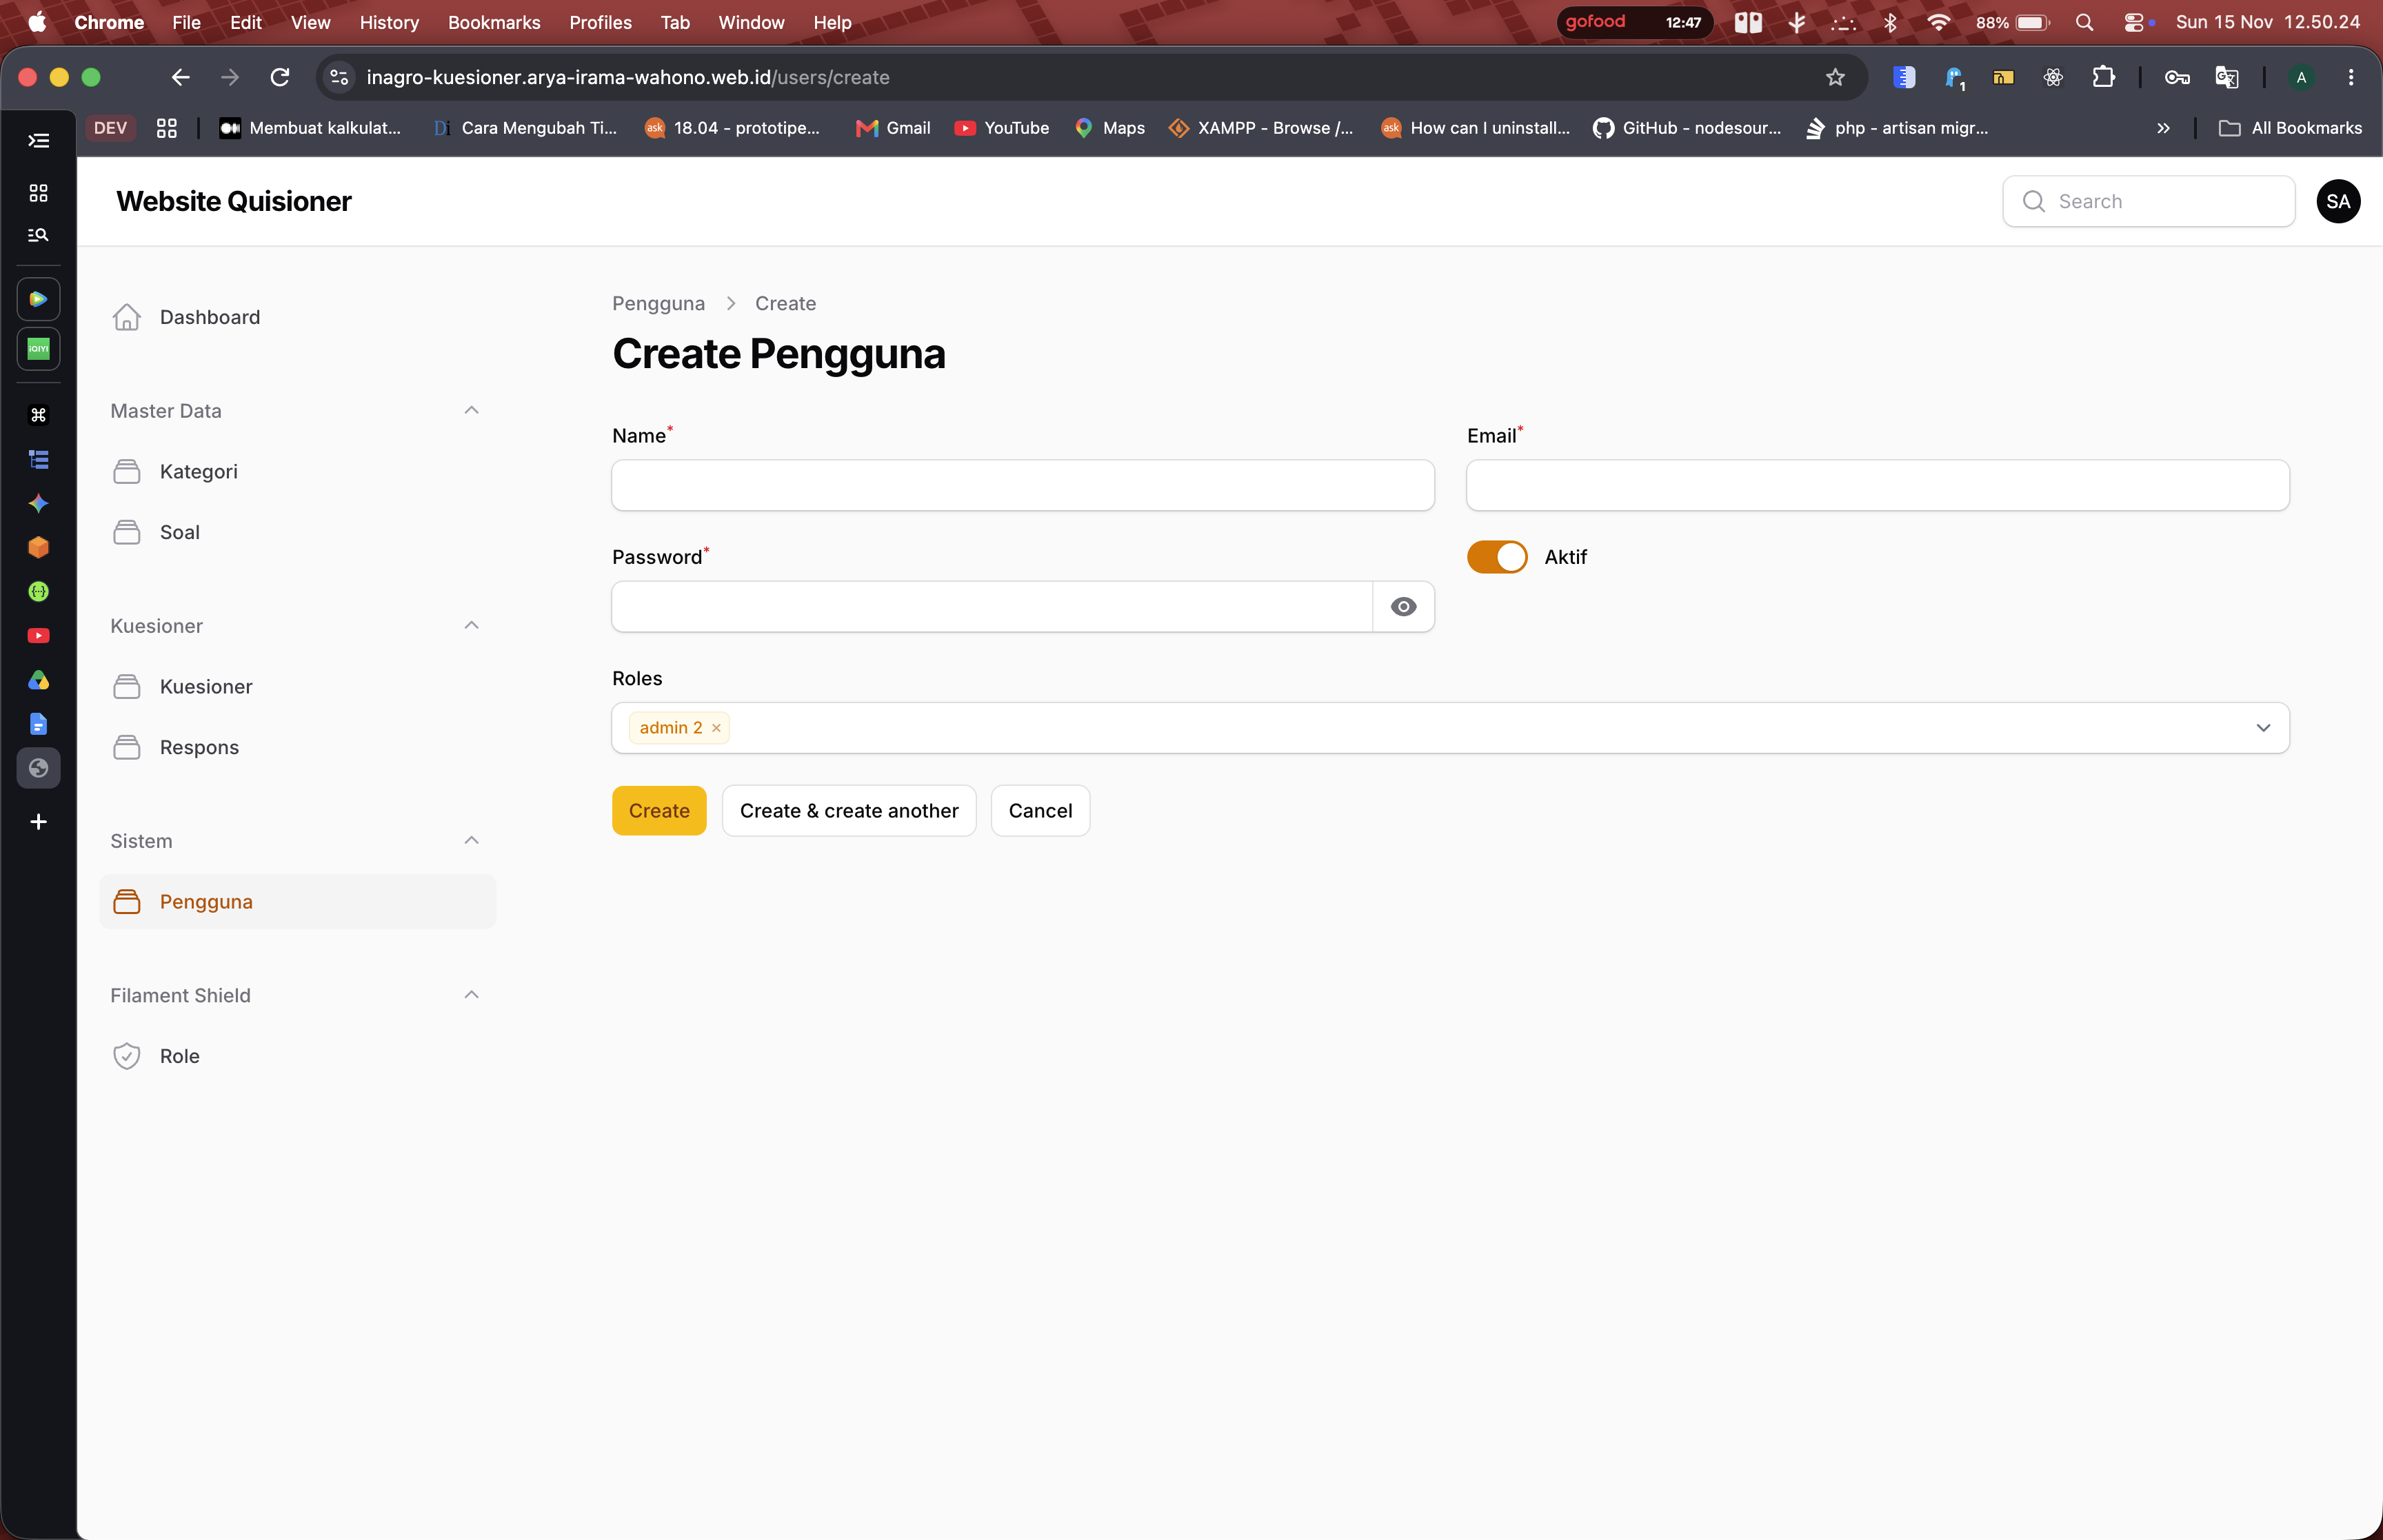 Chrome File Edit View History Bookmarks Profiles Tab Window Help gofood 12:47 88% Sun 15 Nov 12.50.24
inagro-kuesioner.arya-irama-wahono.web.id/users/create A
DEV Membuat kalkulat... Di Cara Mengubah Ti... ask 18.04 - prototipe... Gmail YouTube Maps XAMPP - Browse /... ask How can I uninstall... GitHub - nodesour... php - artisan migr... » All Bookmarks
Website Quisioner
Search
SA
Dashboard
Master Data
Kategori
Soal
Kuesioner
Kuesioner
Respons
Sistem
Pengguna
Filament Shield
Role
Pengguna > Create
Create Pengguna
Name*
Email*
Password*
Aktif
Roles
admin 2 ×
Create
Create & create another
Cancel
iQIYI